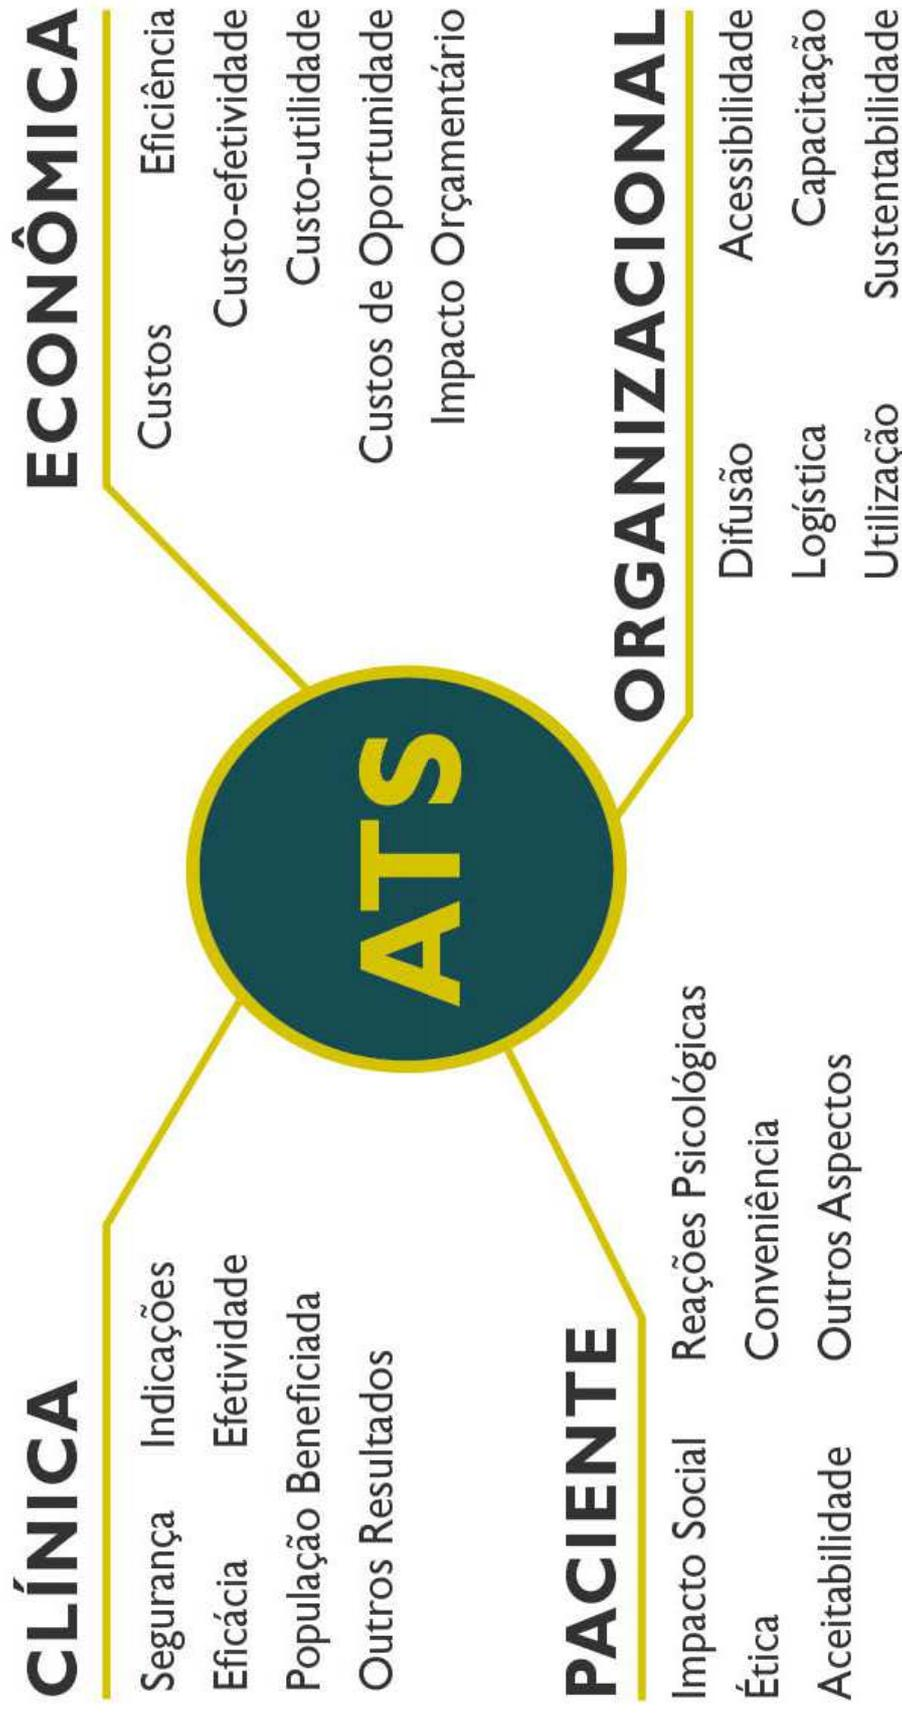 CLÍNICA
Segurança Indicações
Eficácia Efetividade
População Beneficiada
Outros Resultados
ECONÔMICA
Custos Eficiência
Custo-efetividade
Custo-utilidade
Custos de Oportunidade
Impacto Orçamentário
ATS
PACIENTE
Impacto Social Reações Psicológicas
Ética Conveniência
Aceitabilidade Outros Aspectos
ORGANIZACIONAL
Difusão Acessibilidade
Logística Capacitação
Utilização Sustentabilidade